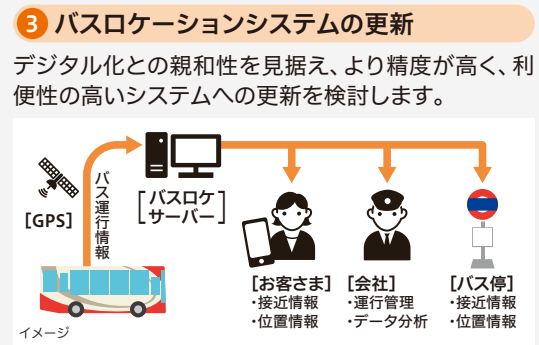 3 バスロケーションシステムの更新
デジタル化との親和性を見据え、より精度が高く、利
便性の高いシステムへの更新を検討します。
[GPS]
バス運行情報
[バスロケ
サーバー]
[お客さま]
・接近情報
・位置情報
[会社]
・運行管理
・データ分析
[バス停]
・接近情報
・位置情報
イメージ